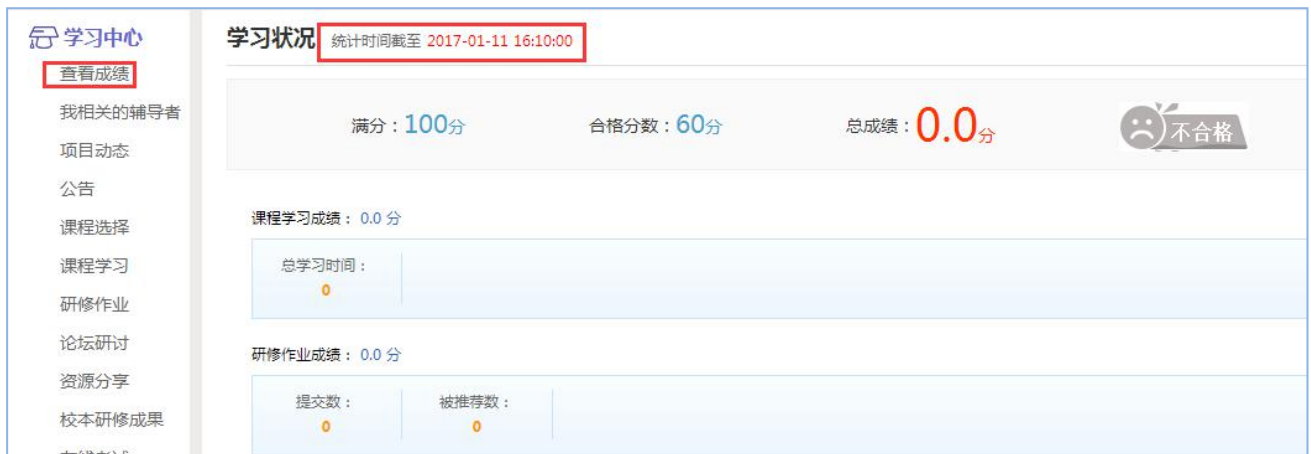 学习中心
查看成绩
我相关的辅导者
项目动态
公告
课程选择
课程学习
研修作业
论坛研讨
资源分享
校本研修成果
学习状况 统计时间截至 2017-01-11 16:10:00
满分：100分 合格分数：60分 总成绩：0.0分 不合格
课程学习成绩： 0.0 分
总学习时间：
0
研修作业成绩： 0.0 分
提交数： 被推荐数：
0 0